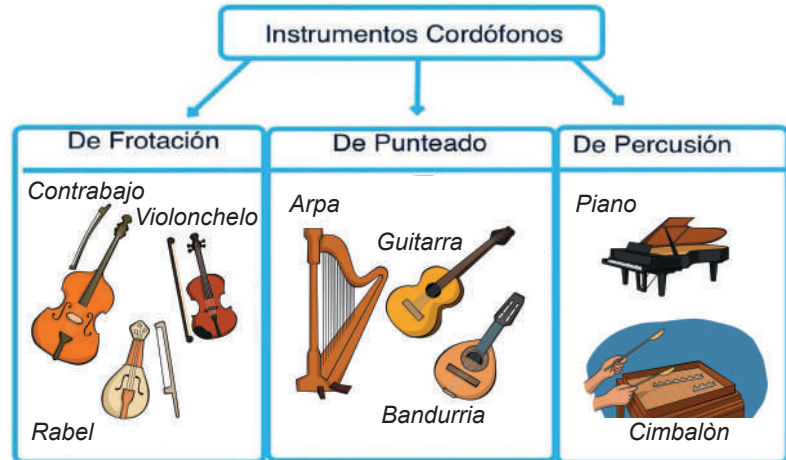 Instrumentos Cordófonos
De Frotación
De Punteado
De Percusión
Contrabajo
Violonchelo
Rabel
Arpa
Guitarra
Bandurria
Piano
Cimbalòn